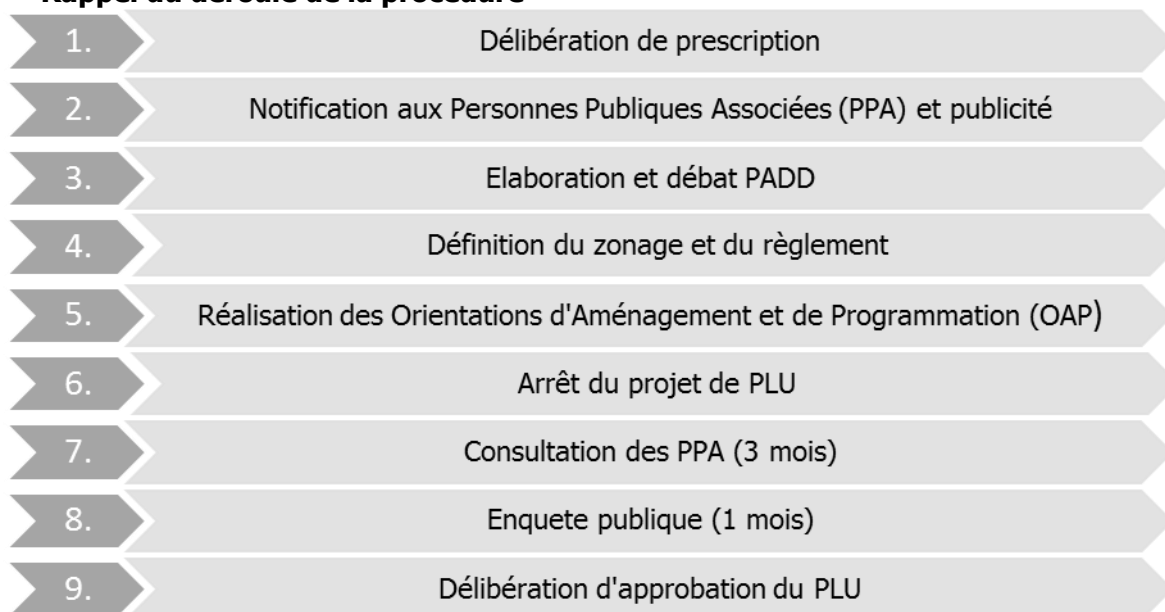 Rappel du déroulé de la procédure
1. Délibération de prescription
2. Notification aux Personnes Publiques Associées (PPA) et publicité
3. Elaboration et débat PADD
4. Définition du zonage et du règlement
5. Réalisation des Orientations d'Aménagement et de Programmation (OAP)
6. Arrêt du projet de PLU
7. Consultation des PPA (3 mois)
8. Enquete publique (1 mois)
9. Délibération d'approbation du PLU